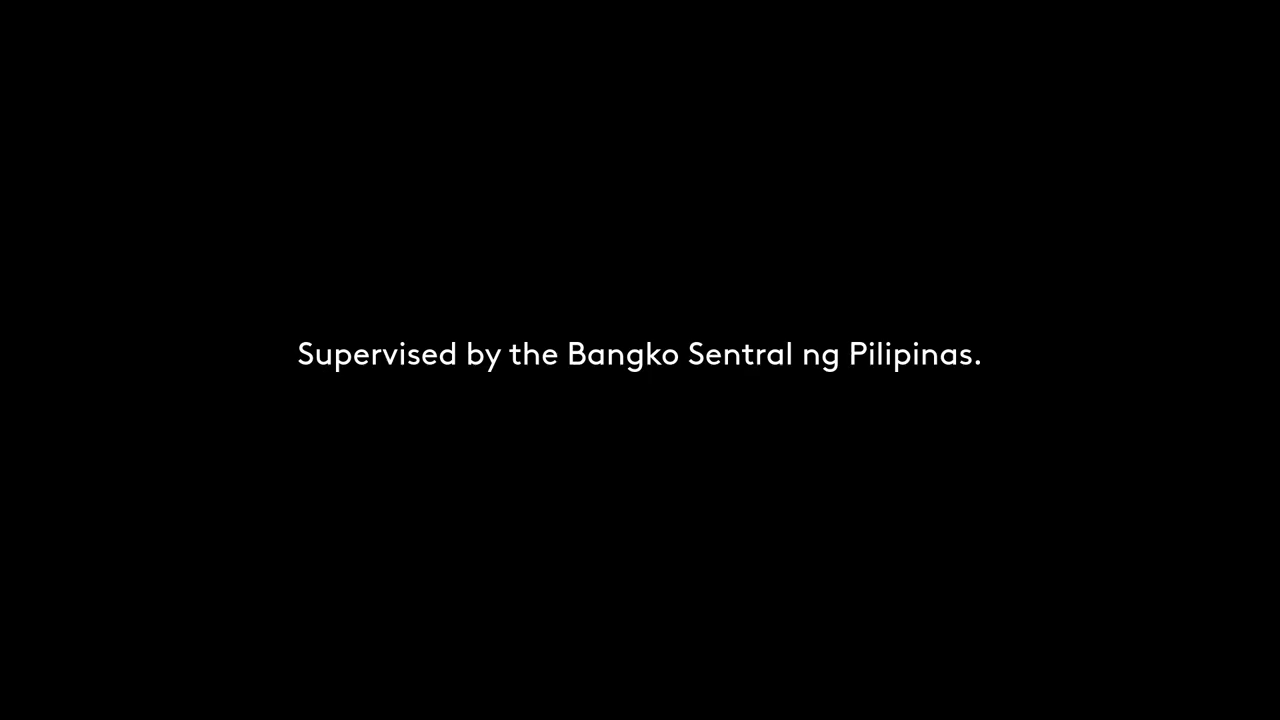 Supervised by the Bangko Sentral ng Pilipinas.